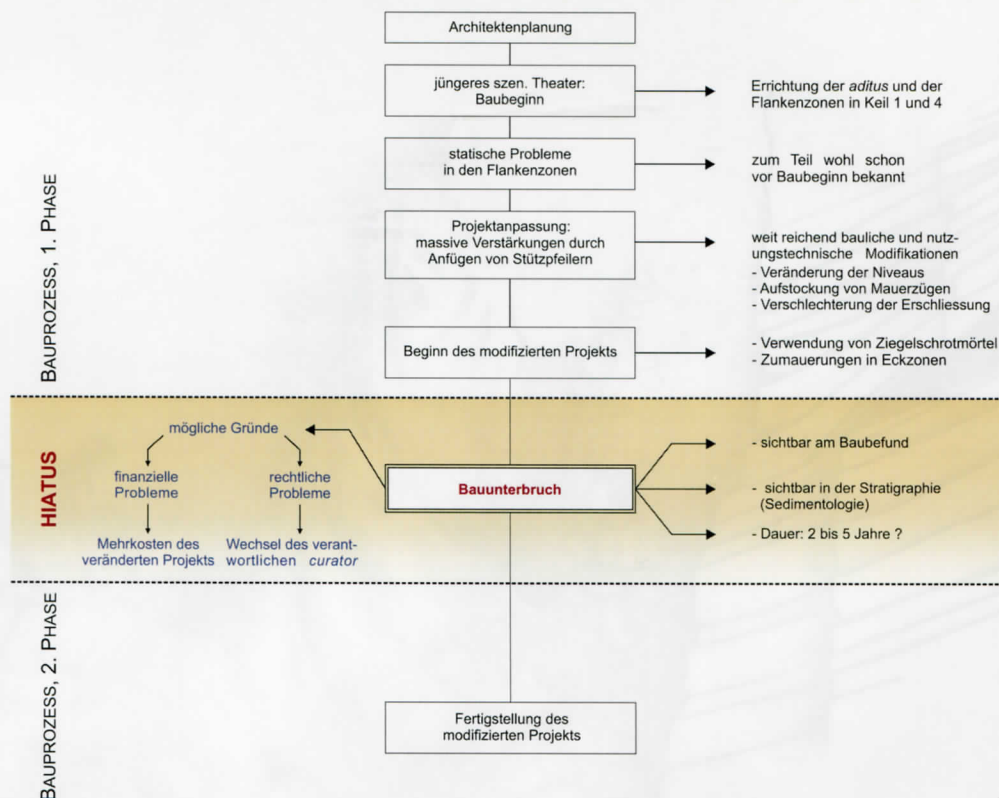 Architektenplanung
jüngeres szen. Theater:
Baubeginn
Errichtung der aditus und der
Flankenzonen in Keil 1 und 4
statische Probleme
in den Flankenzonen
zum Teil wohl schon
vor Baubeginn bekannt
BAUPROZESS, 1. PHASE
Projektanpassung:
massive Verstärkungen durch
Anfügen von Stützpfeilern
weit reichend bauliche und nutz-
ungstechnische Modifikationen
- Veränderung der Niveaus
- Aufstockung von Mauerzügen
- Verschlechterung der Erschliessung
Beginn des modifizierten Projekts
- Verwendung von Ziegelschrotmörtel
- Zumauerungen in Eckzonen
HIATUS
mögliche Gründe
finanzielle
Probleme
rechtliche
Probleme
Mehrkosten des
veränderten Projekts
Wechsel des verant-
wortlichen curator
Bauunterbruch
- sichtbar am Baubefund
- sichtbar in der Stratigraphie
(Sedimentologie)
- Dauer: 2 bis 5 Jahre ?
BAUPROZESS, 2. PHASE
Fertigstellung des
modifizierten Projekts